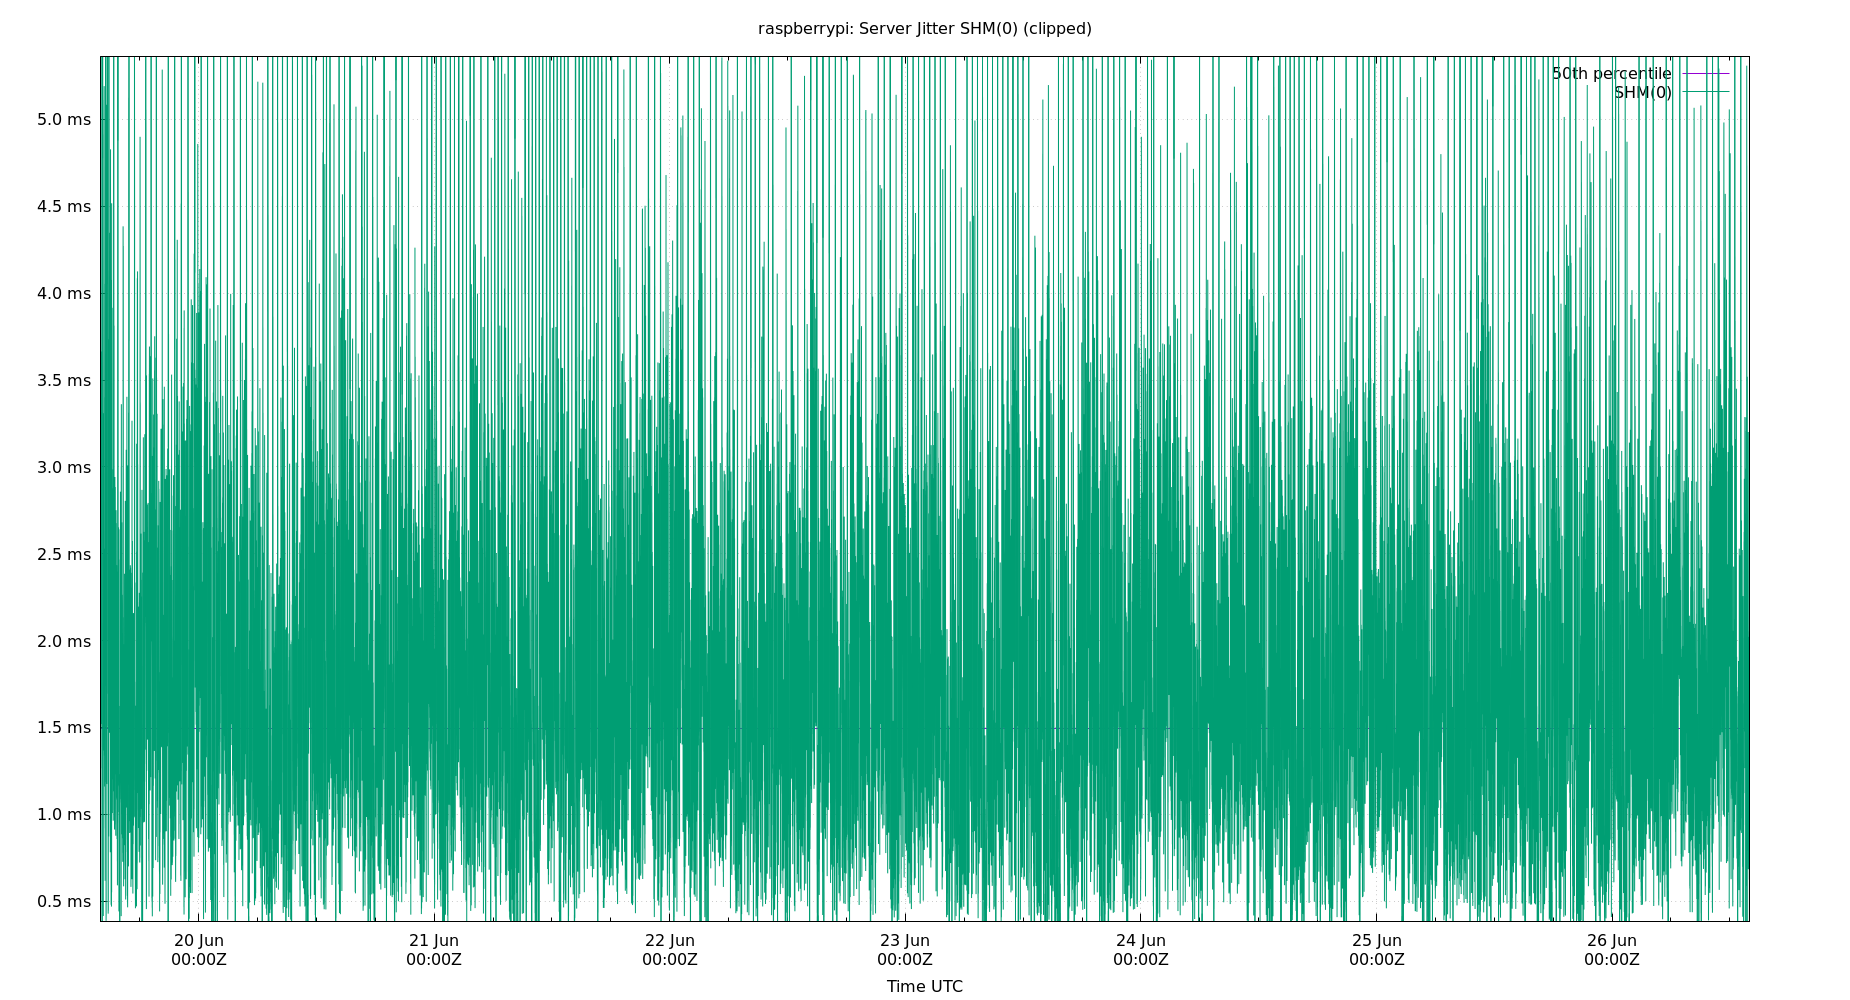 raspberrypi: Server Jitter SHM(0) (clipped)
50th percentile
SHM(0)
5.0 ms
4.5 ms
4.0 ms
3.5 ms
3.0 ms
2.5 ms
2.0 ms
1.5 ms
1.0 ms
0.5 ms
20 Jun 21 Jun 22 Jun 23 Jun 24 Jun 25 Jun 26 Jun
00:00Z 00:00Z 00:00Z 00:00Z 00:00Z 00:00Z 00:00Z
Time UTC